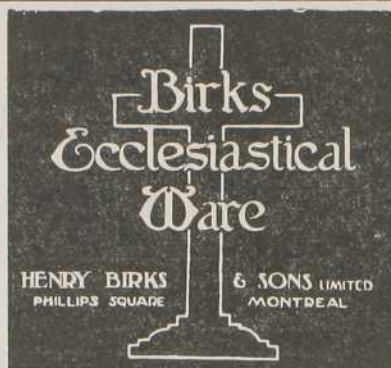 Birks
Ecclesiastical
Ware
HENRY BIRKS & SONS LIMITED
PHILLIPS SQUARE MONTREAL